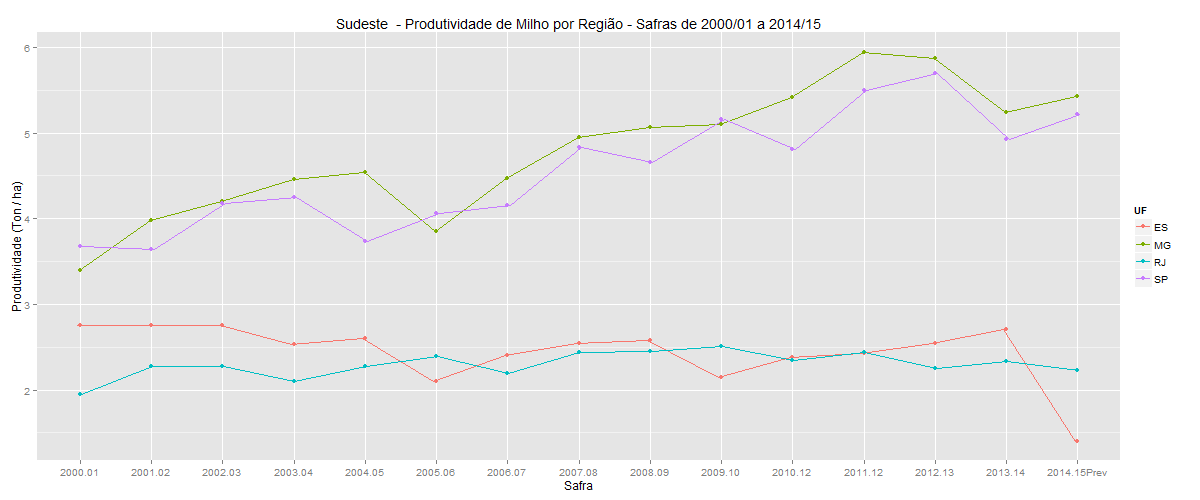 Sudeste - Produtividade de Milho por Região - Safras de 2000/01 a 2014/15
Produtividade (Ton / ha)
6
5
4
3
2
2000.01 2001.02 2002.03 2003.04 2004.05 2005.06 2006.07 2007.08 2008.09 2009.10 2010.12 2011.12 2012.13 2013.14 2014.15Prev
Safra
UF
ES
MG
RJ
SP